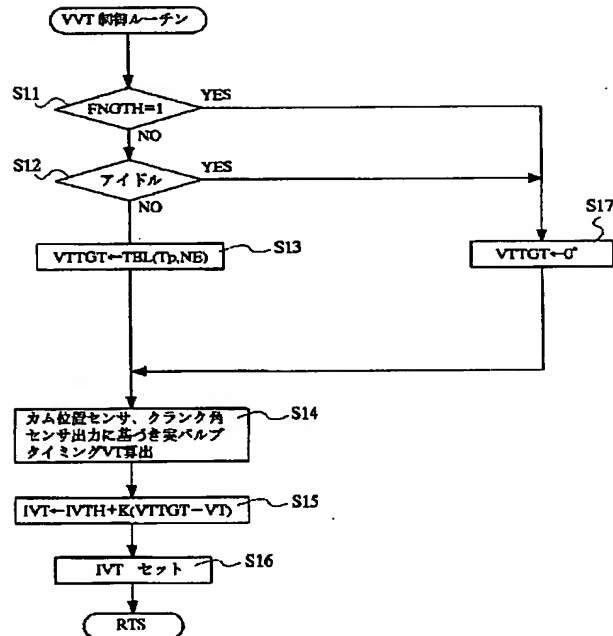 VVT 制御ルーチン
S11
FNGTH=1
YES
NO
S12
アイドル
YES
NO
S17
VTTGT←TBL(Tp,NE)
S13
VTTGT←0°
カム位置センサ、クランク角
センサ出力に基づき実バルブ
タイミングVT算出
S14
IVT←IVTH+K(VTTGT−VT)
S15
IVT セット
S16
RTS